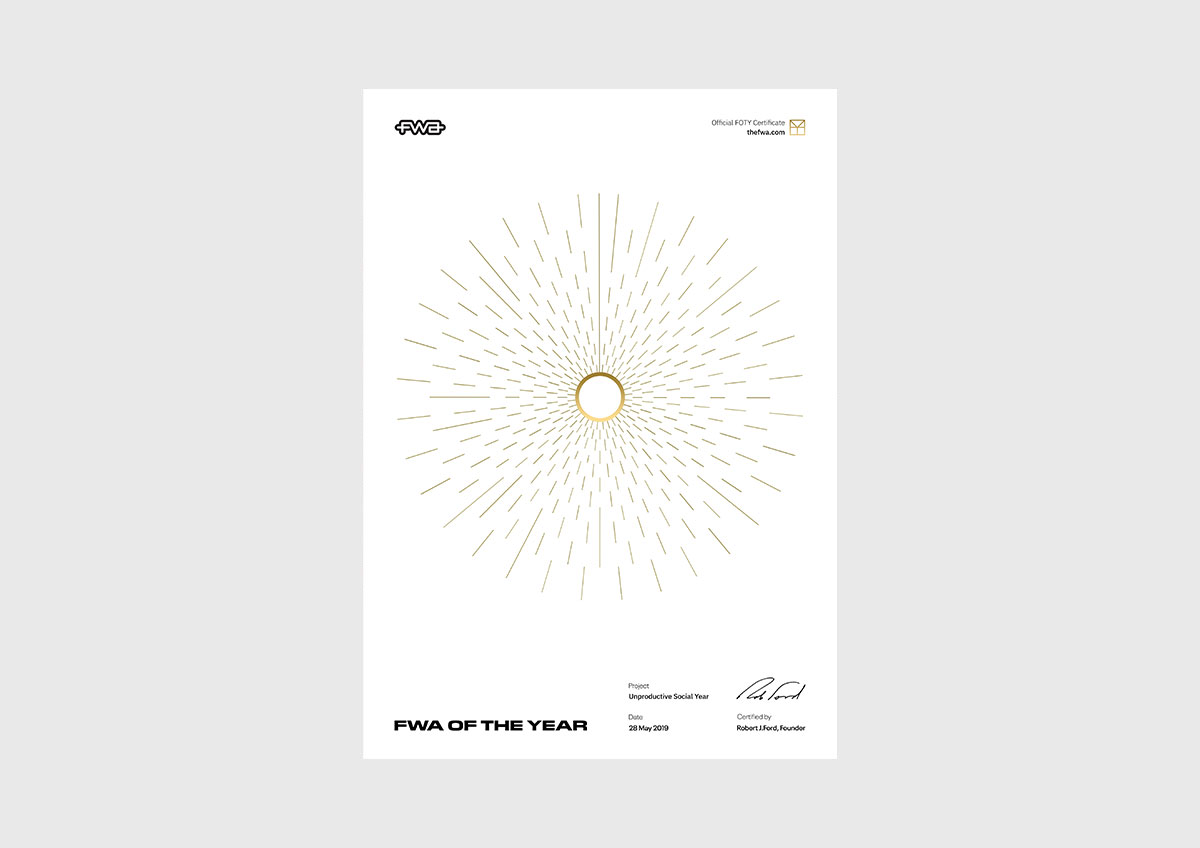 FWA
Official FOTY Certificate
thefwa.com
Project
Unproductive Social Year
Rob Ford
Date
28 May 2019
Certified by
Robert J.Ford, Founder
FWA OF THE YEAR